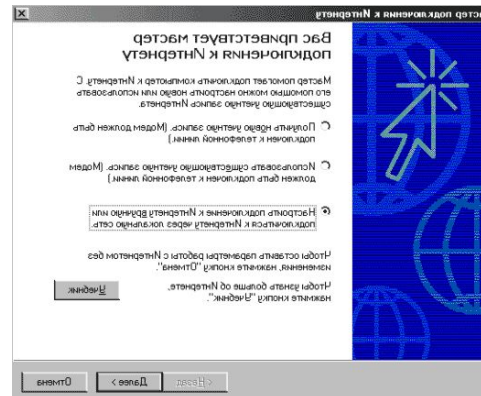 стер подключения к Интернету
Вас приветствует мастер
подключения к Интернету
Мастер помогает подключить компьютер к Интернету. С
его помощью можно настроить новую или использовать
существующую учетную запись Интернета.
Получить новую учетную запись. (Модем должен быть
подключен к телефонной линии.)
Использовать существующую учетную запись. (Модем
должен быть подключен к телефонной линии.)
Настроить подключение к Интернету вручную или
подключиться к Интернету через локальную сеть.
Чтобы оставить параметры работы с Интернетом без
изменения, нажмите кнопку "Отмена".
Чтобы узнать больше об Интернете,
нажмите кнопку "Учебник".
Учебник
< Назад
Далее >
Отмена